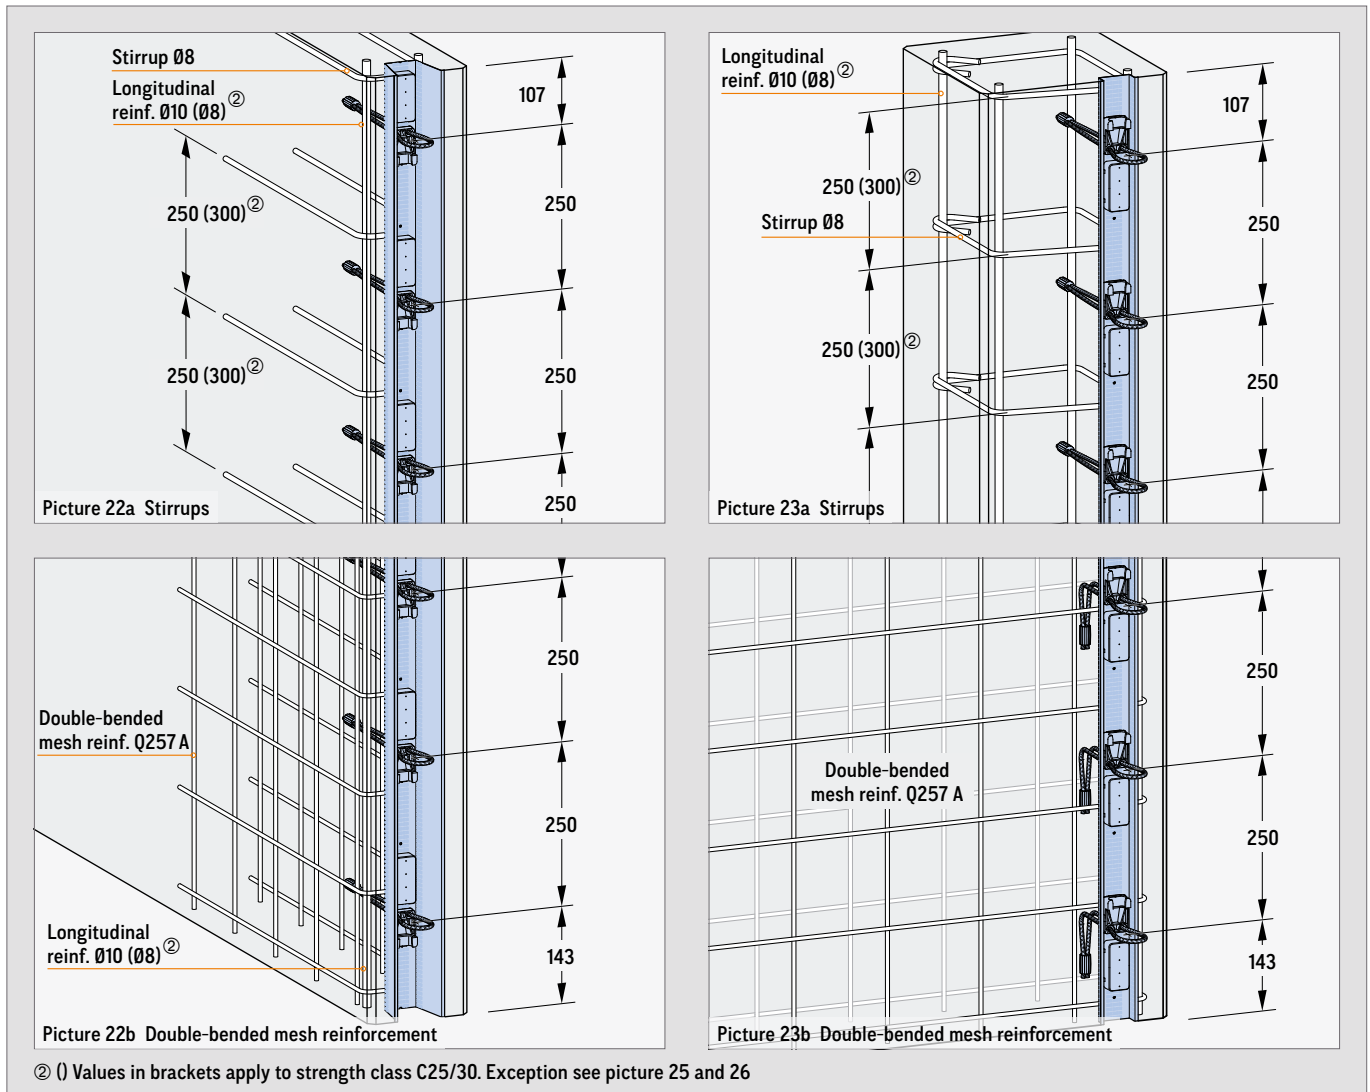 Stirrup Ø8
Longitudinal
reinf. Ø10 (Ø8) ②
107
250 (300) ②
250
250 (300) ②
250
250
Picture 22a Stirrups
Longitudinal
reinf. Ø10 (Ø8) ②
107
250 (300) ②
Stirrup Ø8
250
250 (300) ②
250
Picture 23a Stirrups
250
Double-bended
mesh reinf. Q257 A
250
Longitudinal
reinf. Ø10 (Ø8) ②
143
Picture 22b Double-bended mesh reinforcement
250
Double-bended
mesh reinf. Q257 A
250
143
Picture 23b Double-bended mesh reinforcement
② () Values in brackets apply to strength class C25/30. Exception see picture 25 and 26